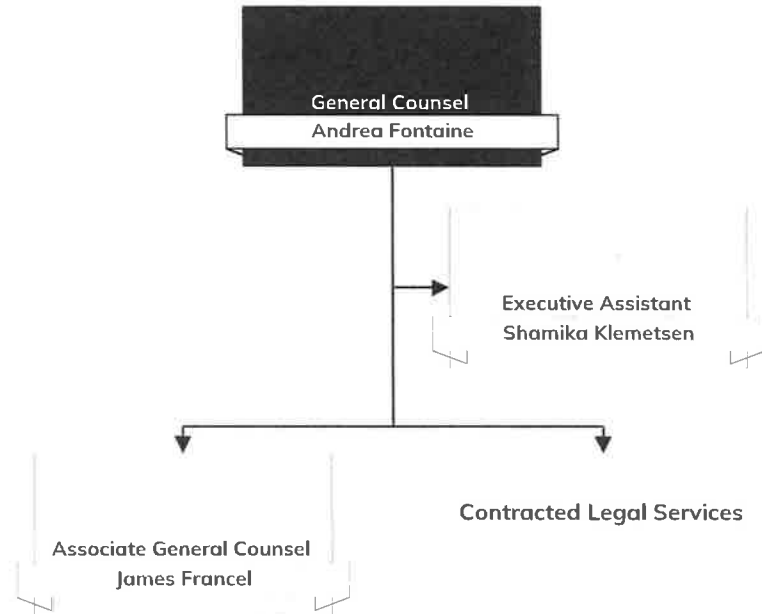 General Counsel
Andrea Fontaine
Executive Assistant
Shamika Klemetsen
Contracted Legal Services
Associate General Counsel
James Francel